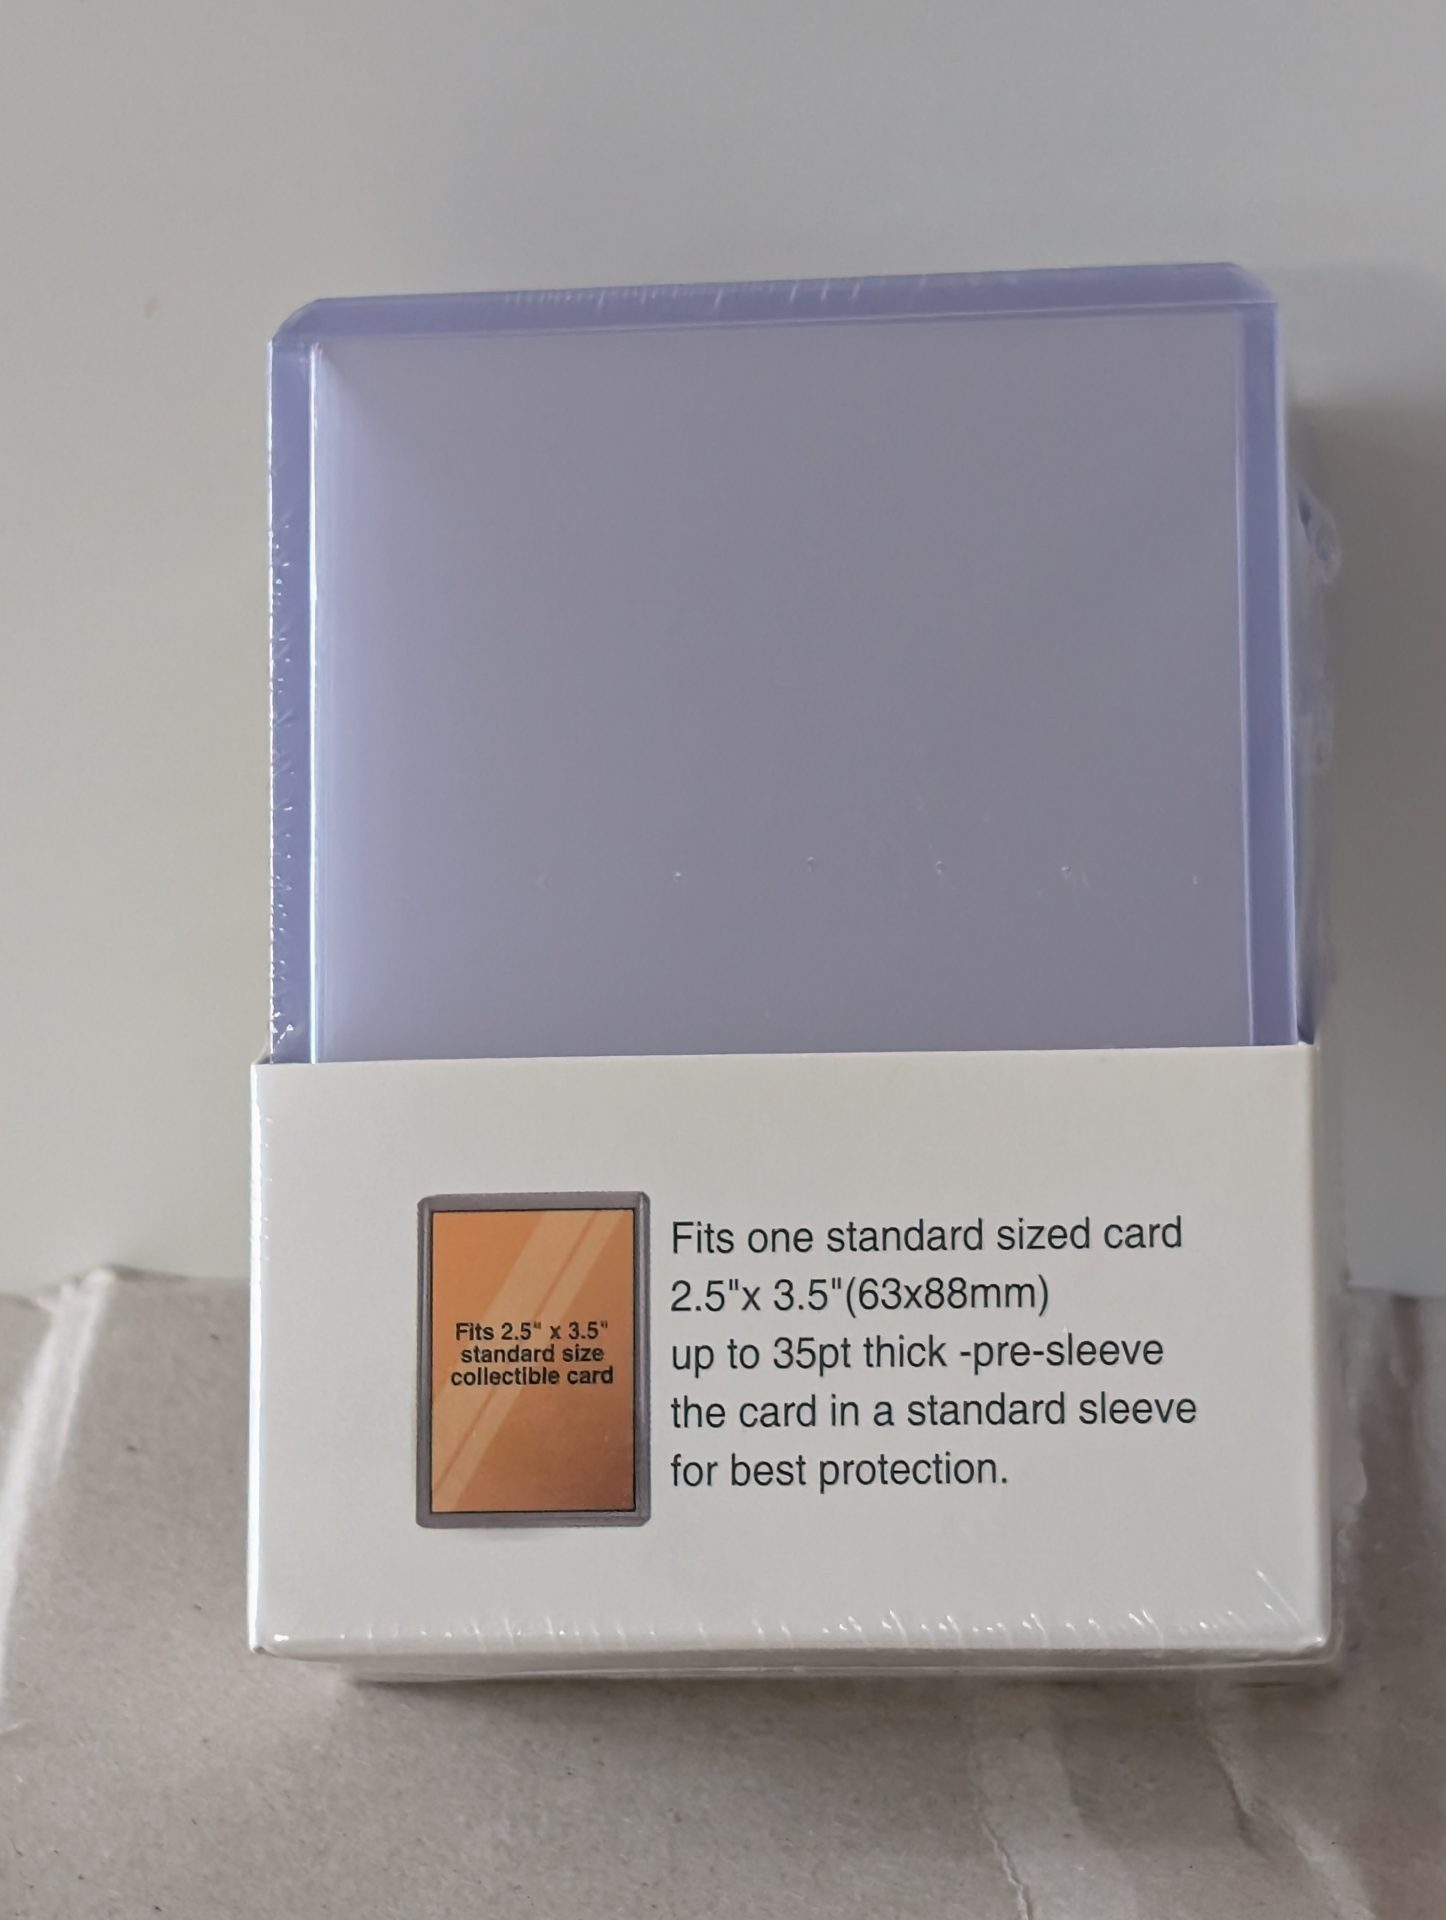 Fits 2.5" x 3.5"
standard size
collectible card
Fits one standard sized card
2.5"x 3.5"(63x88mm)
up to 35pt thick -pre-sleeve
the card in a standard sleeve
for best protection.